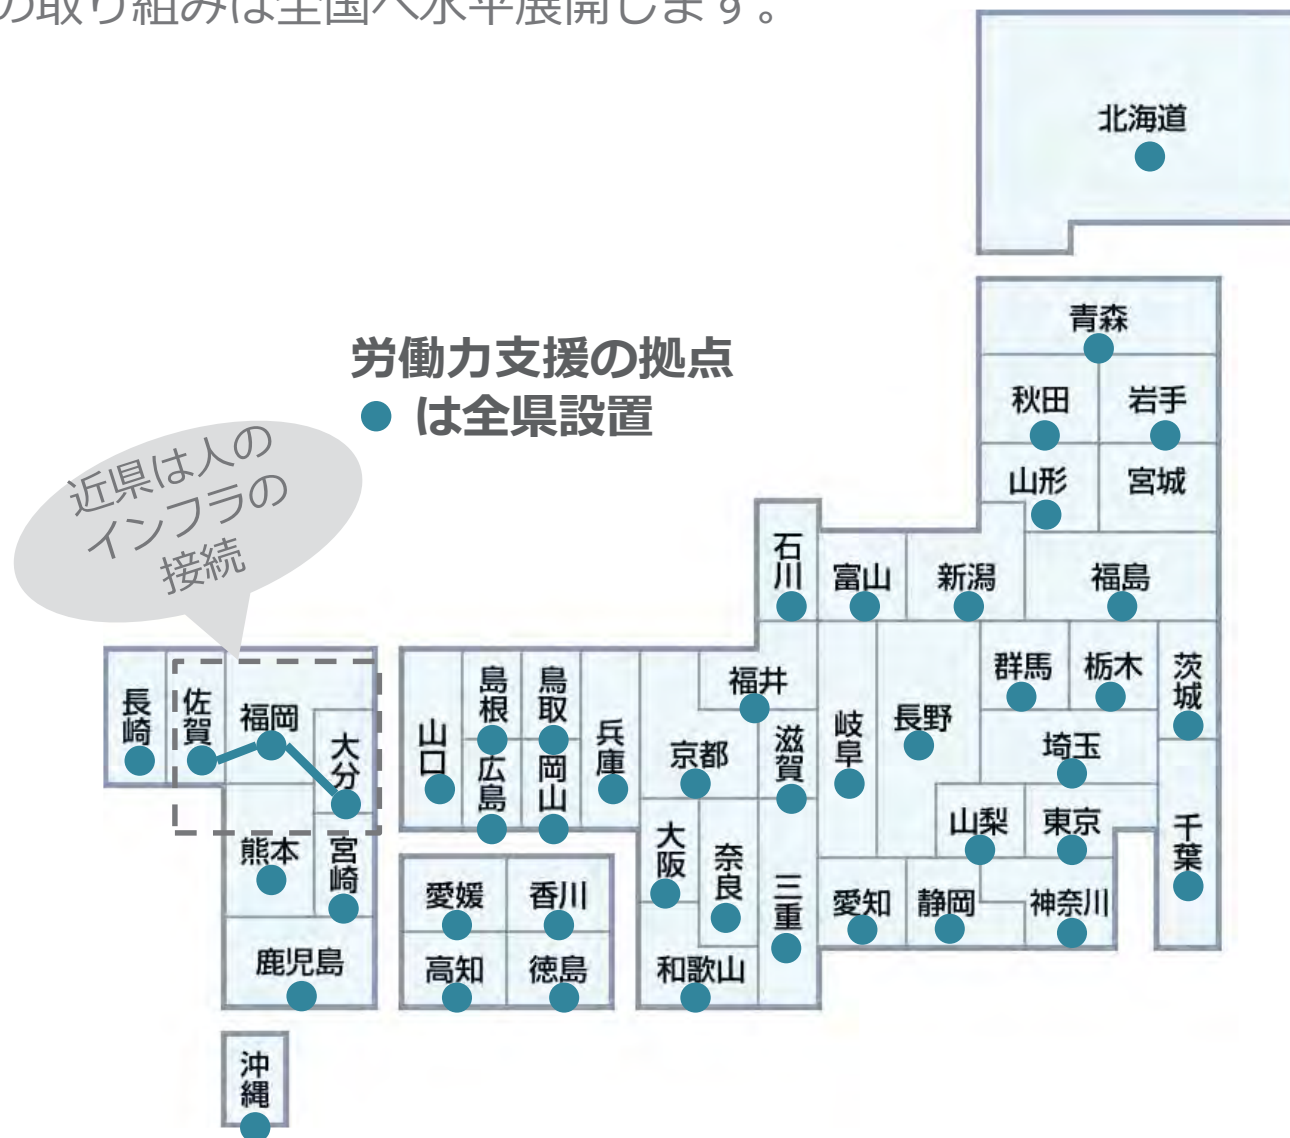 の取り組みは全国へ水平展開します。
北海道
青森
労働力支援の拠点
は全県設置
秋田
岩手
近県は人の
インフラの
接続
山形
宮城
石川
富山
新潟
福島
長崎
佐賀
福岡
大分
山口
島根
鳥取
兵庫
福井
京都
滋賀
岐阜
長野
群馬
栃木
茨城
埼玉
広島
岡山
熊本
宮崎
大阪
奈良
三重
山梨
東京
千葉
愛媛
香川
愛知
静岡
神奈川
鹿児島
高知
徳島
和歌山
沖縄